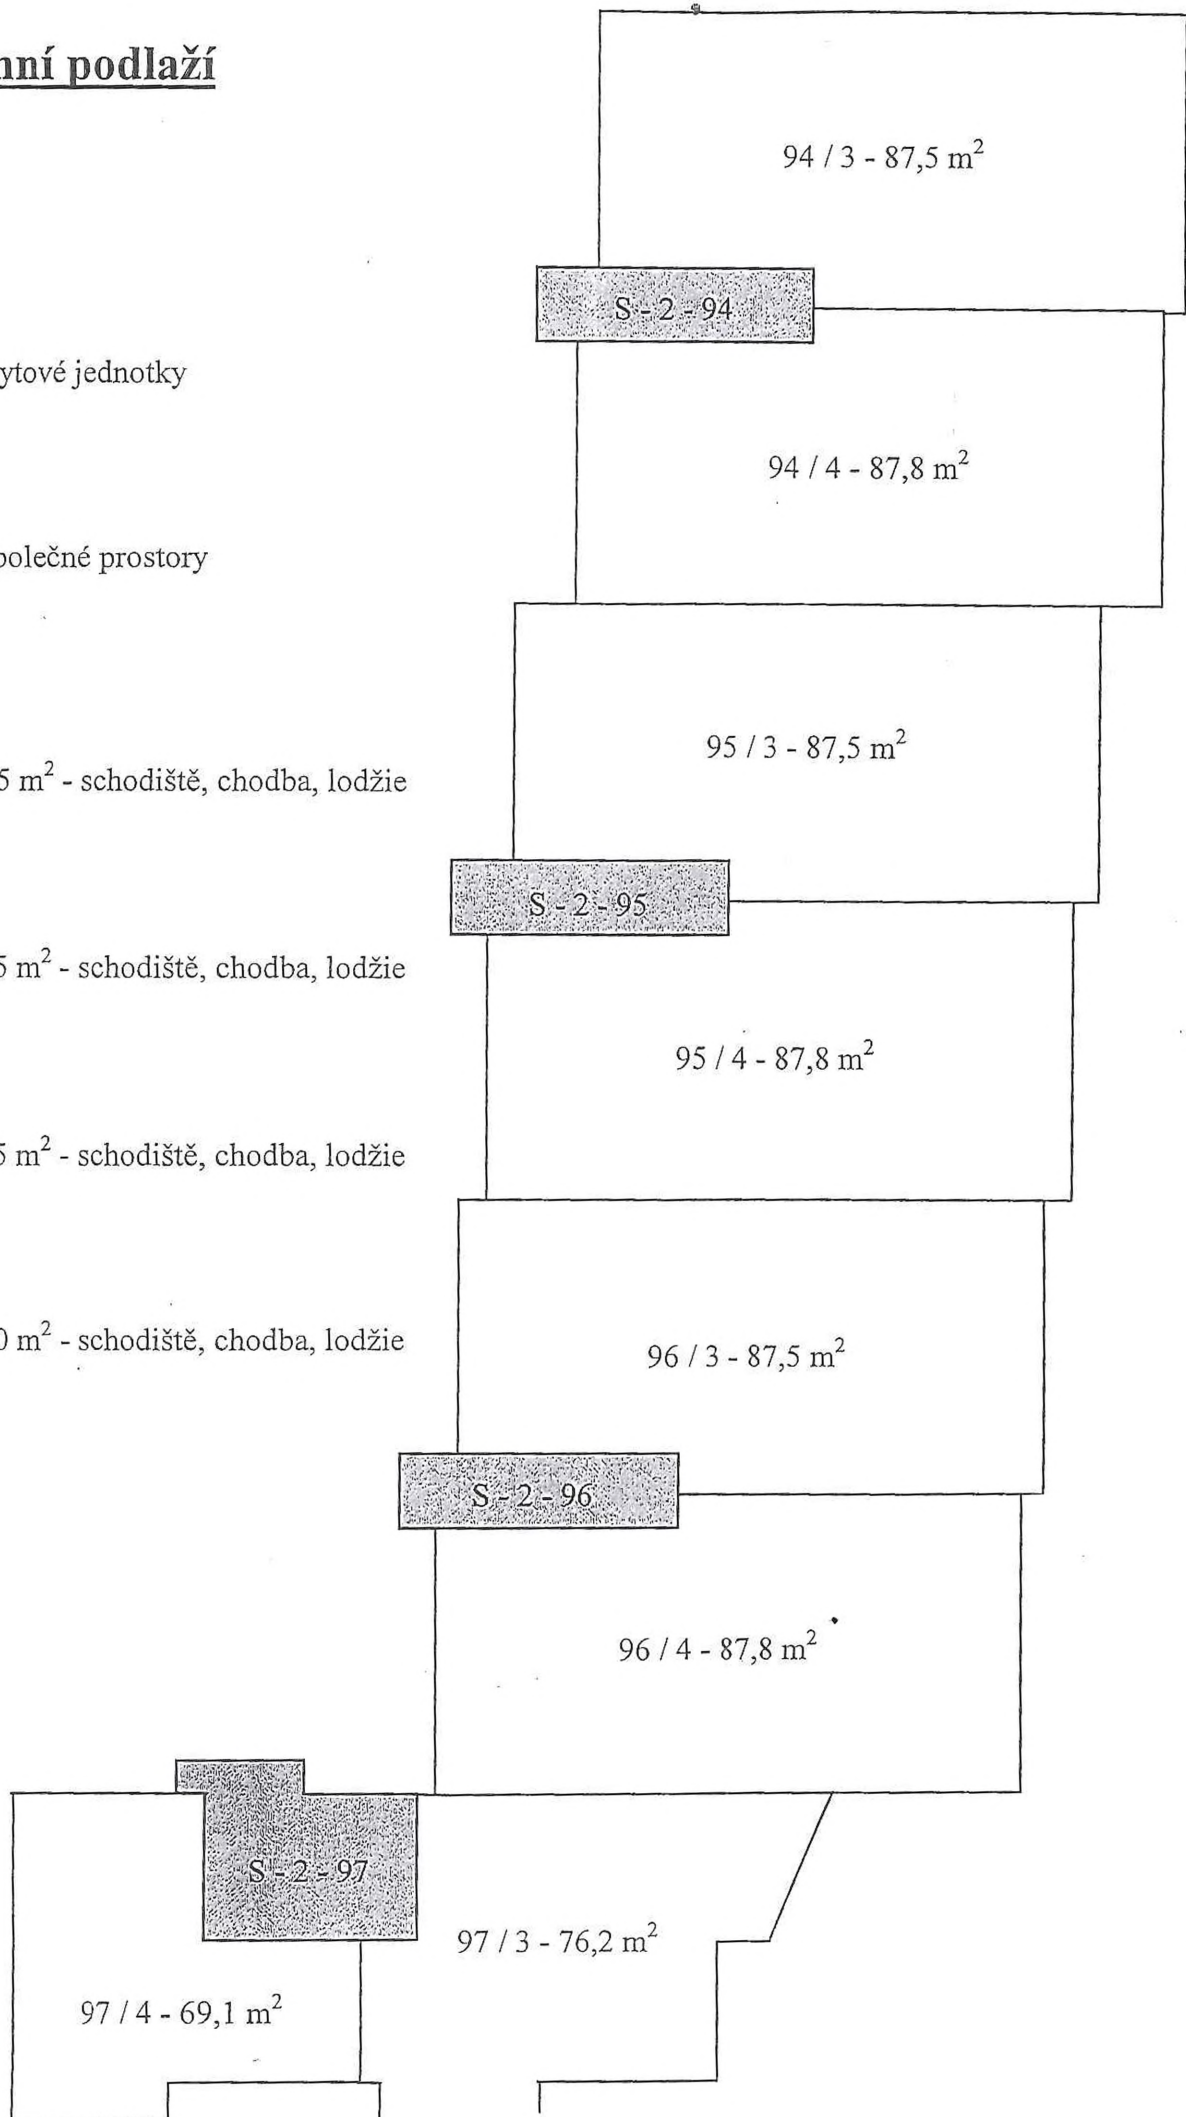 nní podlaží
94 / 3 - 87,5 m²
S - 2 - 94
ytové jednotky
94 / 4 - 87,8 m²
polečné prostory
95 / 3 - 87,5 m²
5 m² - schodiště, chodba, lodžie
S - 2 - 95
5 m² - schodiště, chodba, lodžie
95 / 4 - 87,8 m²
5 m² - schodiště, chodba, lodžie
0 m² - schodiště, chodba, lodžie
96 / 3 - 87,5 m²
S - 2 - 96
96 / 4 - 87,8 m²
S - 2 - 97
97 / 3 - 76,2 m²
97 / 4 - 69,1 m²